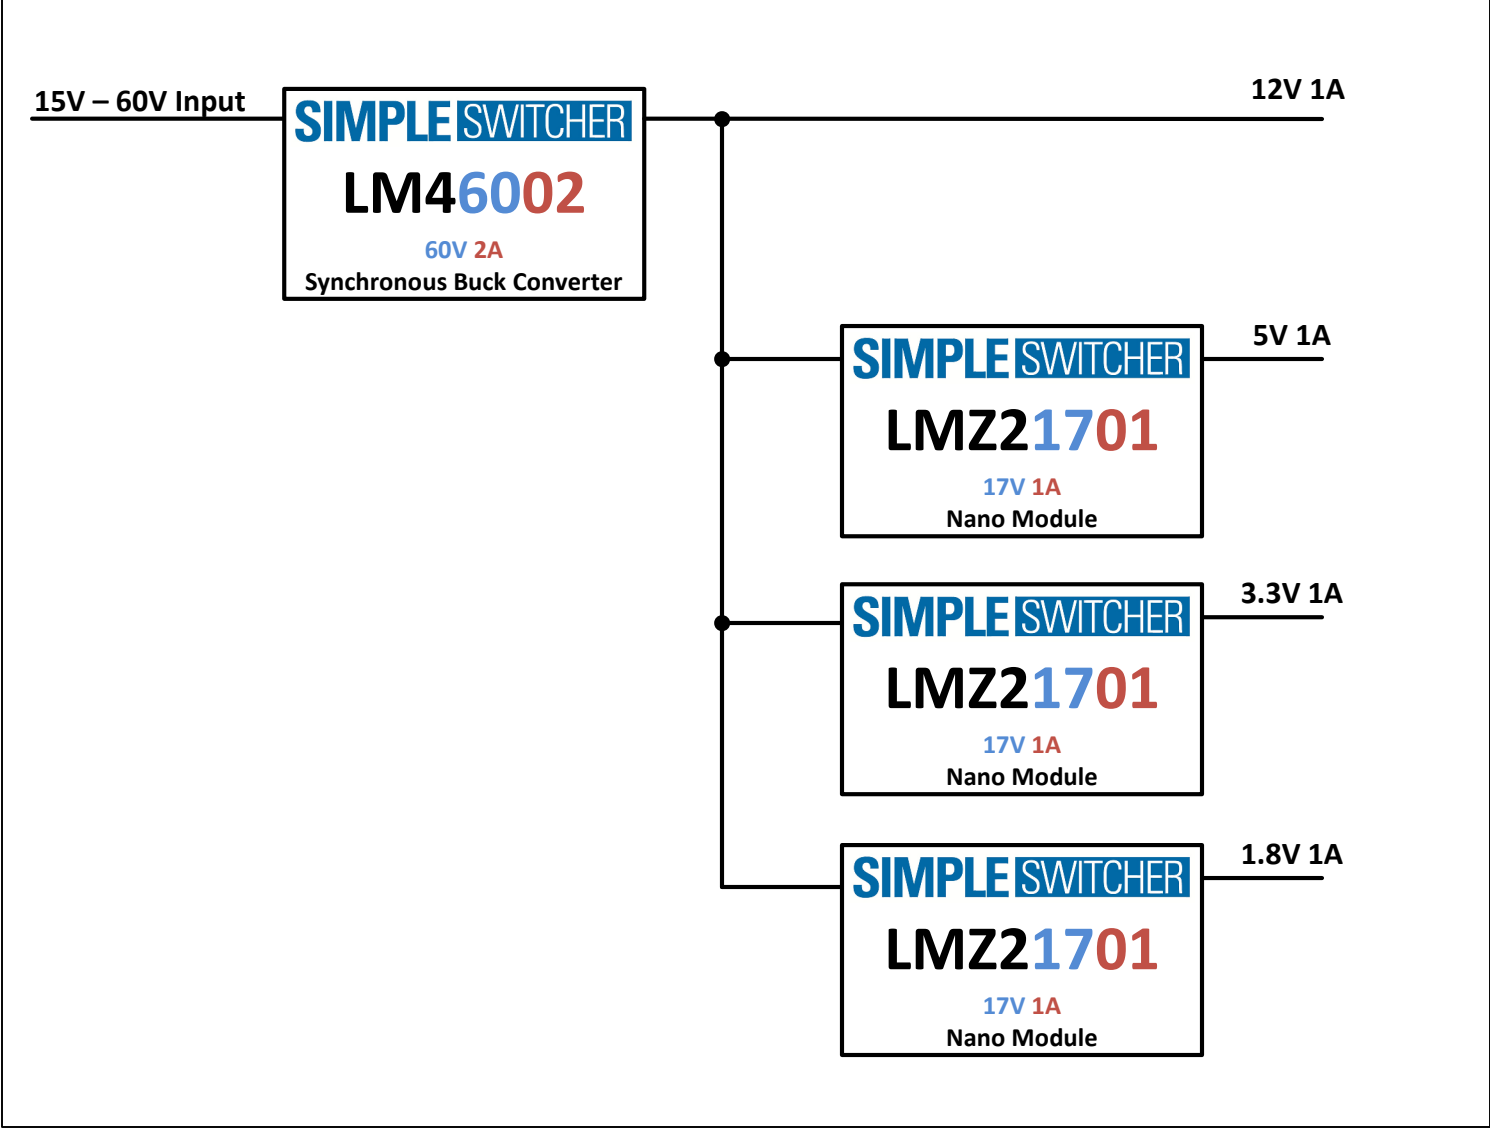 15V – 60V Input
SIMPLE SWITCHER
LM46002
60V 2A
Synchronous Buck Converter
12V 1A
SIMPLE SWITCHER
LMZ21701
17V 1A
Nano Module
5V 1A
SIMPLE SWITCHER
LMZ21701
17V 1A
Nano Module
3.3V 1A
SIMPLE SWITCHER
LMZ21701
17V 1A
Nano Module
1.8V 1A